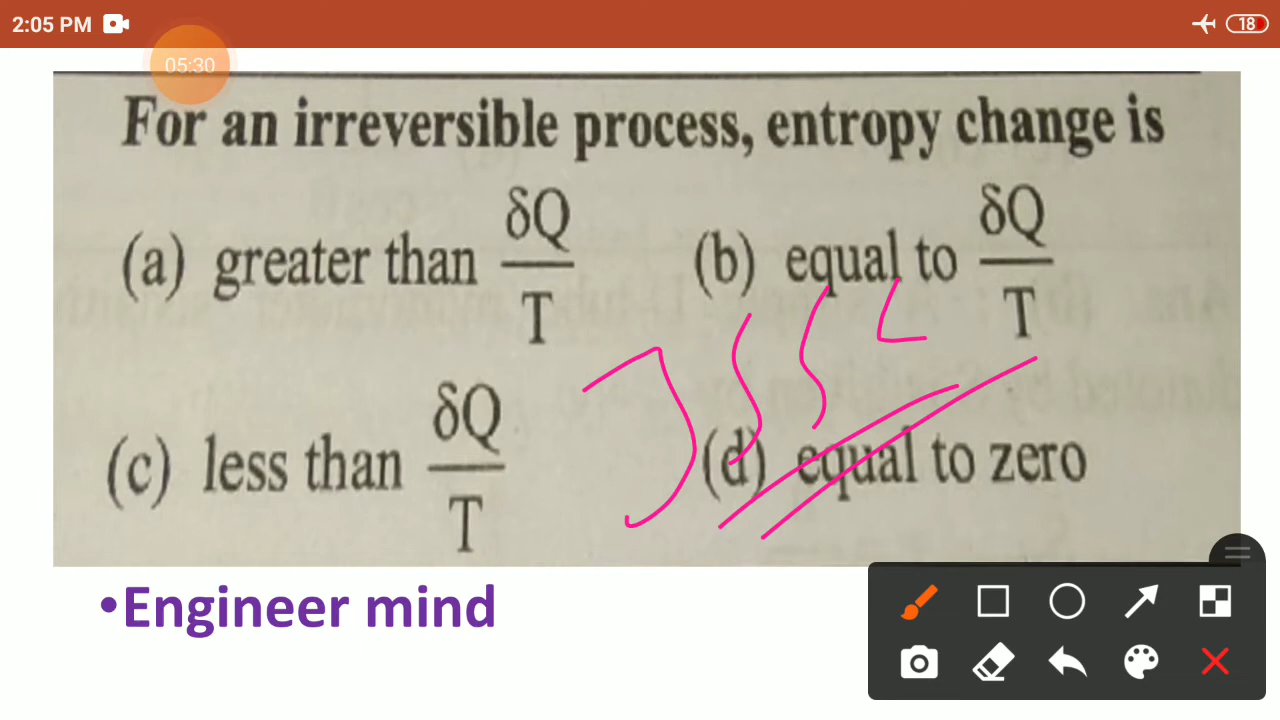 2:05 PM
18
05:30
For an irreversible process, entropy change is
(a) greater than δQ/T (b) equal to δQ/T
(c) less than δQ/T (d) equal to zero
•Engineer mind